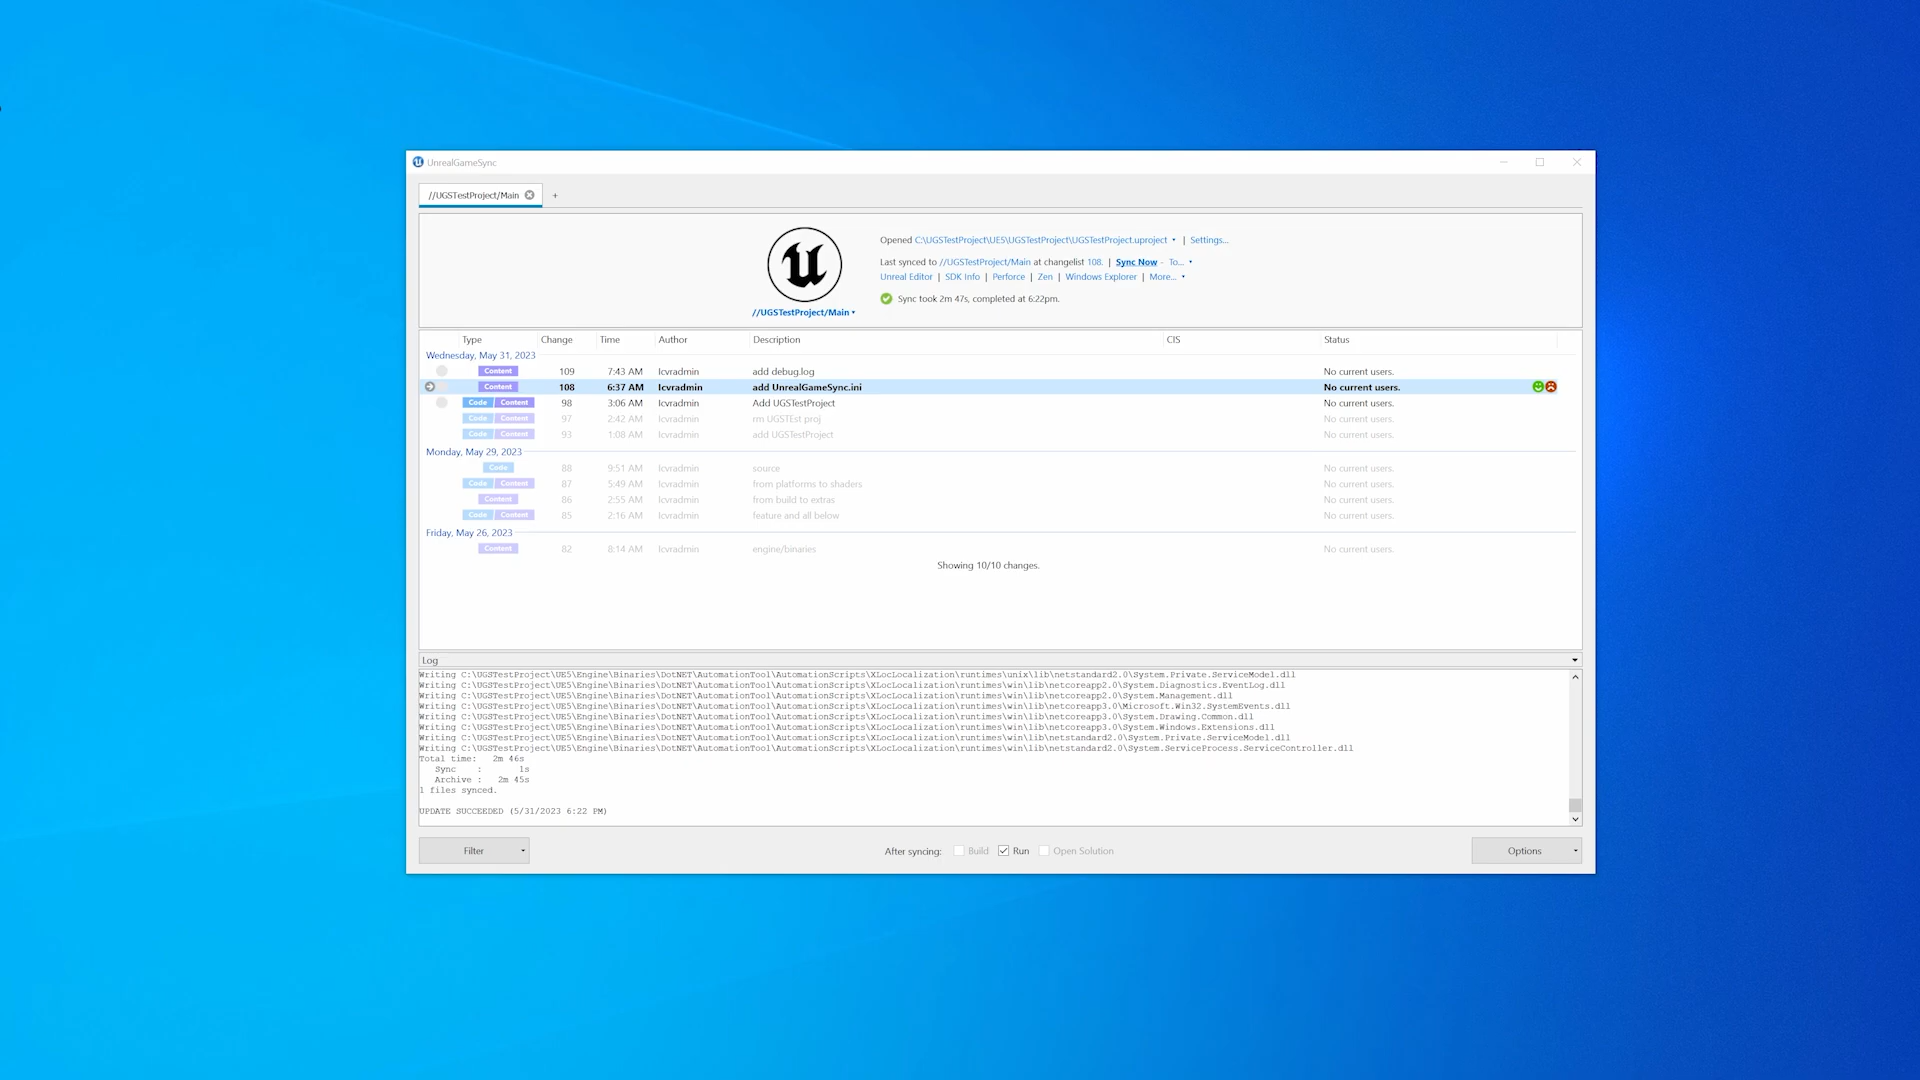 UnrealGameSync
//UGSTestProject/Main +
Opened C:\UGSTestProject\UE5\UGSTestProject\UGSTestProject.uproject | Settings...
Last synced to //UGSTestProject/Main at changelist 108. | Sync Now - To...
Unreal Editor | SDK Info | Perforce | Zen | Windows Explorer | More...
Sync took 2m 47s, completed at 6:22pm.
//UGSTestProject/Main
Type Change Time Author Description CIS Status
Wednesday, May 31, 2023
Content 109 7:43 AM lcvradmin add debug.log No current users.
Content 108 6:37 AM lcvradmin add UnrealGameSync.ini No current users.
Code Content 98 3:06 AM lcvradmin Add UGSTestProject No current users.
Code Content 97 2:42 AM lcvradmin rm UGSTEst proj No current users.
Code Content 93 1:08 AM lcvradmin add UGSTestProject No current users.
Monday, May 29, 2023
Code 88 9:51 AM lcvradmin source No current users.
Code Content 87 5:49 AM lcvradmin from platforms to shaders No current users.
Content 86 2:55 AM lcvradmin from build to extras No current users.
Code Content 85 2:16 AM lcvradmin feature and all below No current users.
Friday, May 26, 2023
Content 82 8:14 AM lcvradmin engine/binaries No current users.
Showing 10/10 changes.
Log
Writing C:\UGSTestProject\UE5\Engine\Binaries\DotNET\AutomationTool\AutomationScripts\XLocLocalization\runtimes\unix\lib\netstandard2.0\System.Private.ServiceModel.dll
Writing C:\UGSTestProject\UE5\Engine\Binaries\DotNET\AutomationTool\AutomationScripts\XLocLocalization\runtimes\win\lib\netcoreapp2.0\System.Diagnostics.EventLog.dll
Writing C:\UGSTestProject\UE5\Engine\Binaries\DotNET\AutomationTool\AutomationScripts\XLocLocalization\runtimes\win\lib\netcoreapp2.0\System.Management.dll
Writing C:\UGSTestProject\UE5\Engine\Binaries\DotNET\AutomationTool\AutomationScripts\XLocLocalization\runtimes\win\lib\netcoreapp3.0\Microsoft.Win32.SystemEvents.dll
Writing C:\UGSTestProject\UE5\Engine\Binaries\DotNET\AutomationTool\AutomationScripts\XLocLocalization\runtimes\win\lib\netcoreapp3.0\System.Drawing.Common.dll
Writing C:\UGSTestProject\UE5\Engine\Binaries\DotNET\AutomationTool\AutomationScripts\XLocLocalization\runtimes\win\lib\netcoreapp3.0\System.Windows.Extensions.dll
Writing C:\UGSTestProject\UE5\Engine\Binaries\DotNET\AutomationTool\AutomationScripts\XLocLocalization\runtimes\win\lib\netstandard2.0\System.Private.ServiceModel.dll
Writing C:\UGSTestProject\UE5\Engine\Binaries\DotNET\AutomationTool\AutomationScripts\XLocLocalization\runtimes\win\lib\netstandard2.0\System.ServiceProcess.ServiceController.dll
Total time: 2m 46s
Sync : 1s
Archive : 2m 45s
1 files synced.
UPDATE SUCCEEDED (5/31/2023 6:22 PM)
Filter After syncing: Build Run Open Solution Options